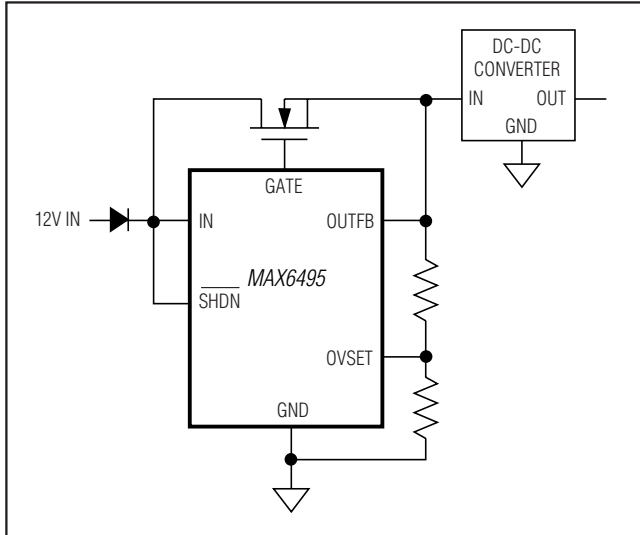 DC-DC
CONVERTER
IN OUT
GND
GATE
12V IN
IN
OUTFB
MAX6495
SHDN
OVSET
GND